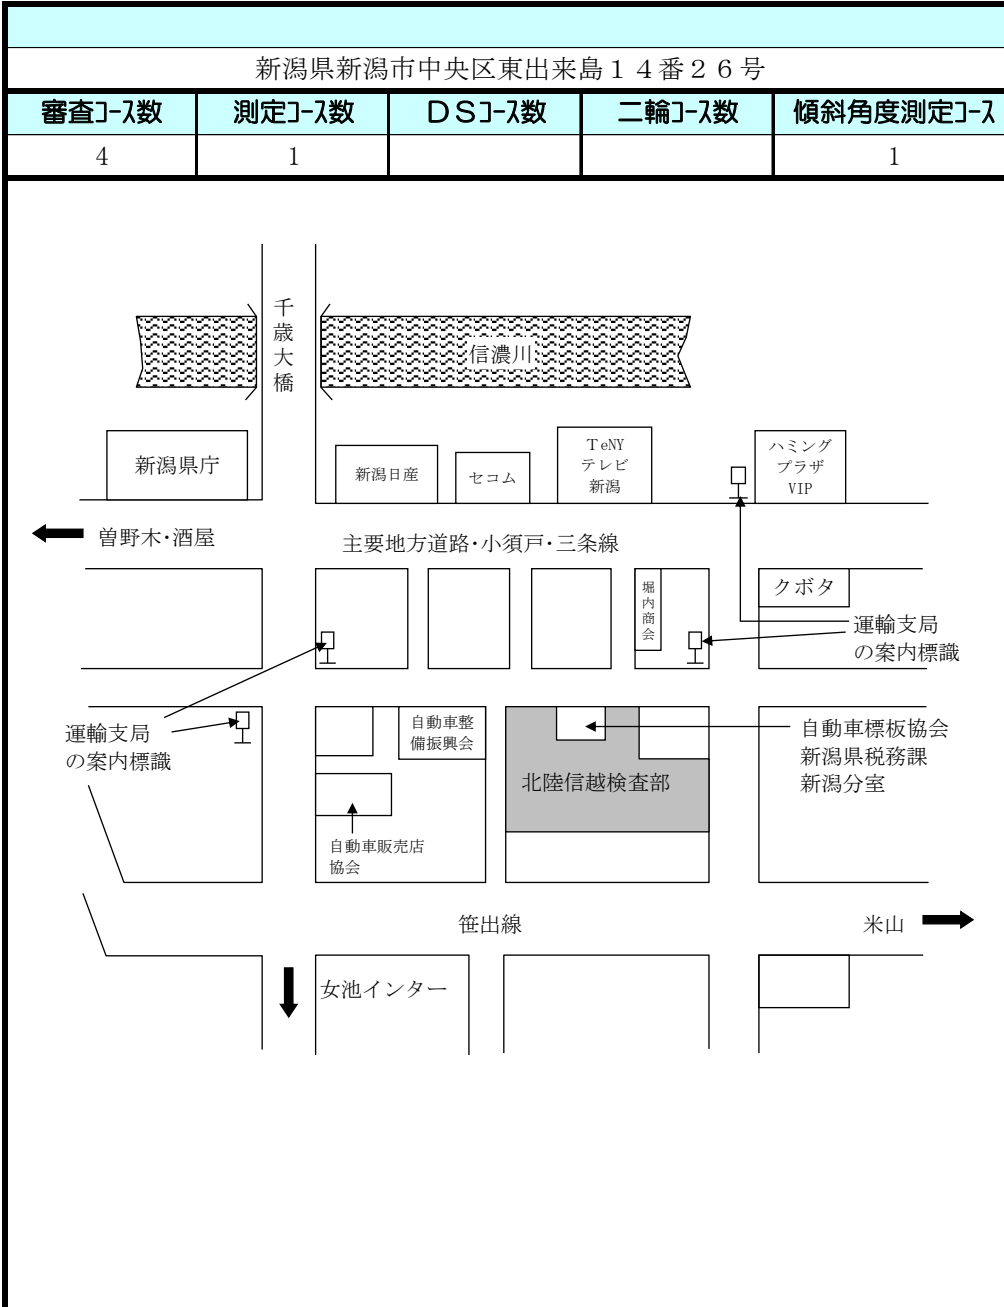 新潟県新潟市中央区東出来島１４番２６号
審査ｺｰｽ数 測定ｺｰｽ数 ＤＳｺｰｽ数 二輪ｺｰｽ数 傾斜角度測定ｺｰｽ
4 1 1
千歳大橋
信濃川
新潟県庁
新潟日産
セコム
TeNY
テレビ
新潟
ハミング
プラザ
VIP
曽野木･酒屋
主要地方道路･小須戸･三条線
堀内商会
クボタ
運輸支局
の案内標識
運輸支局
の案内標識
自動車整
備振興会
北陸信越検査部
自動車標板協会
新潟県税務課
新潟分室
自動車販売店
協会
笹出線
米山
女池インター